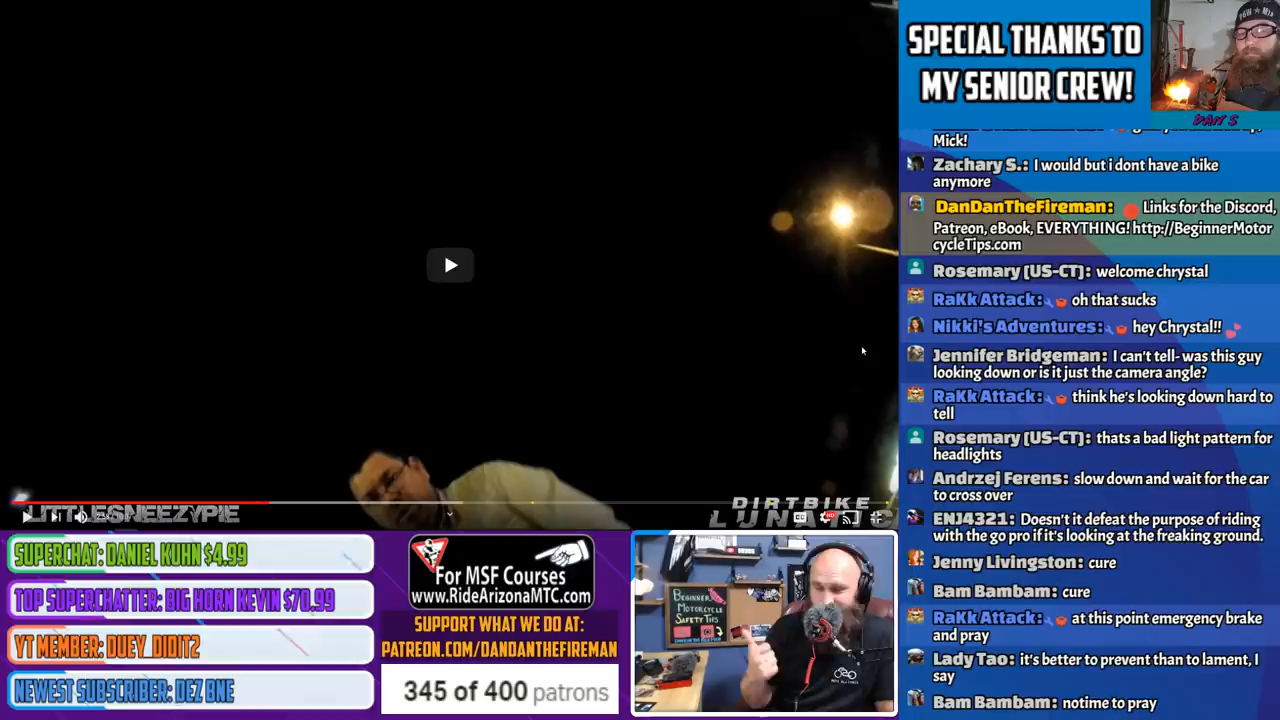 SPECIAL THANKS TO
MY SENIOR CREW!
DAN S
Mick!
Zachary S.: I would but i dont have a bike
anymore
DanDanTheFireman: Links for the Discord,
Patreon, eBook, EVERYTHING! http://BeginnerMotor
cycleTips.com
Rosemary (US-CT): welcome chrystal
RaKk Attack: oh that sucks
Nikki's Adventures: hey Chrystal!!
Jennifer Bridgeman: I can't tell- was this guy
looking down or is it just the camera angle?
RaKk Attack: think he's looking down hard to
tell
Rosemary (US-CT): thats a bad light pattern for
headlights
Andrzej Ferens: slow down and wait for the car
to cross over
ENJ4321: Doesn't it defeat the purpose of riding
with the go pro if it's looking at the freaking ground.
Jenny Livingston: cure
Bam Bambam: cure
RaKk Attack: at this point emergency brake
and pray
Lady Tao: it's better to prevent than to lament, I
say
Bam Bambam: notime to pray
LITTLESNEEZYPIE
DIRTBIKE
LUNATIC
SUPERCHAT: DANIEL KUHN $4.99
TOP SUPERCHATTER: BIG HORN KEVIN $70.99
YT MEMBER: DUEY DIDIT2
NEWEST SUBSCRIBER: DEZ BNE
For MSF Courses
www.RideArizonaMTC.com
SUPPORT WHAT WE DO AT:
PATREON.COM/DANDANTHEFIREMAN
345 of 400 patrons
BEGINNER
MOTORCYCLE
SAFETY TIPS